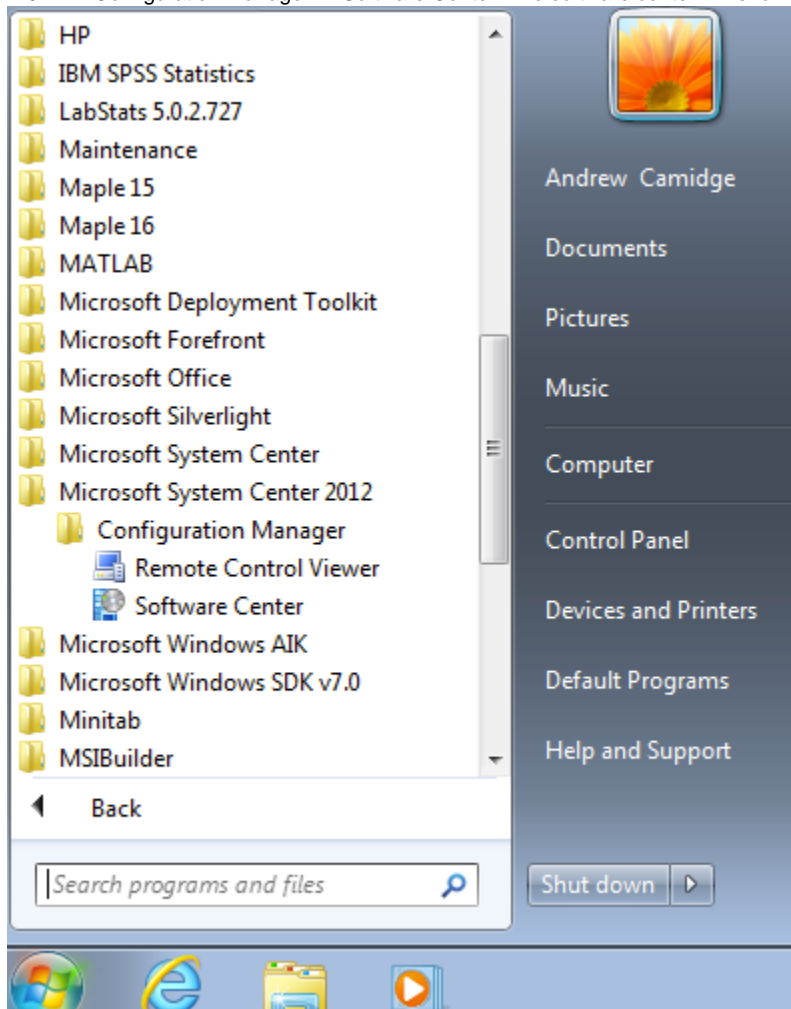 HP
IBM SPSS Statistics
LabStats 5.0.2.727
Maintenance
Maple 15
Maple 16
MATLAB
Microsoft Deployment Toolkit
Microsoft Forefront
Microsoft Office
Microsoft Silverlight
Microsoft System Center
Microsoft System Center 2012
Configuration Manager
Remote Control Viewer
Software Center
Microsoft Windows AIK
Microsoft Windows SDK v7.0
Minitab
MSIBuilder
Back
Search programs and files
Andrew Camidge
Documents
Pictures
Music
Computer
Control Panel
Devices and Printers
Default Programs
Help and Support
Shut down